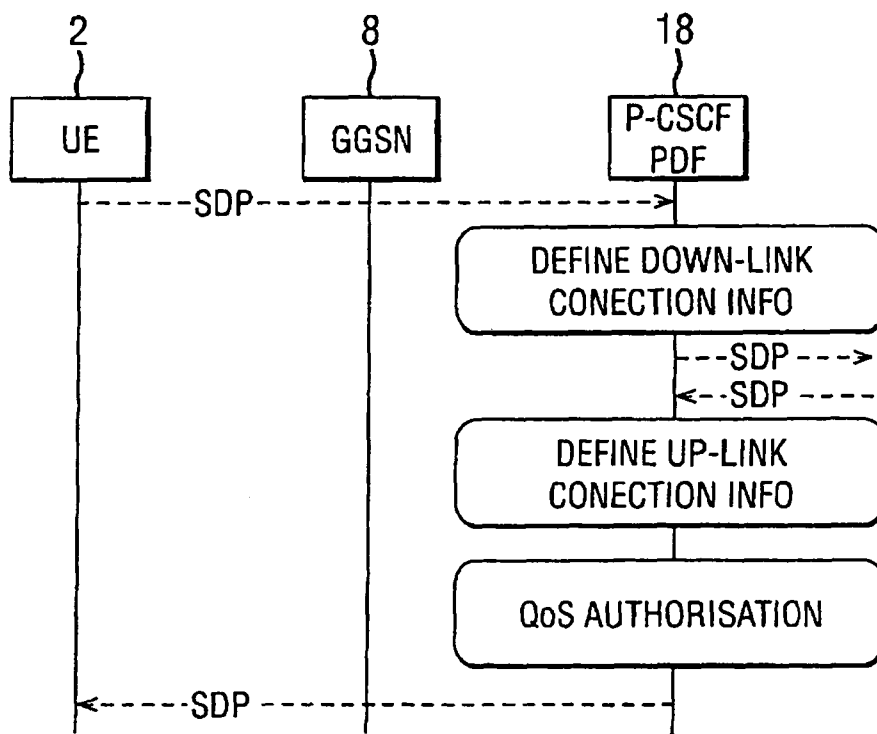 2
8
18
UE
GGSN
P-CSCF
PDF
SDP
DEFINE DOWN-LINK
CONECTION INFO
SDP
SDP
DEFINE UP-LINK
CONECTION INFO
QoS AUTHORISATION
SDP